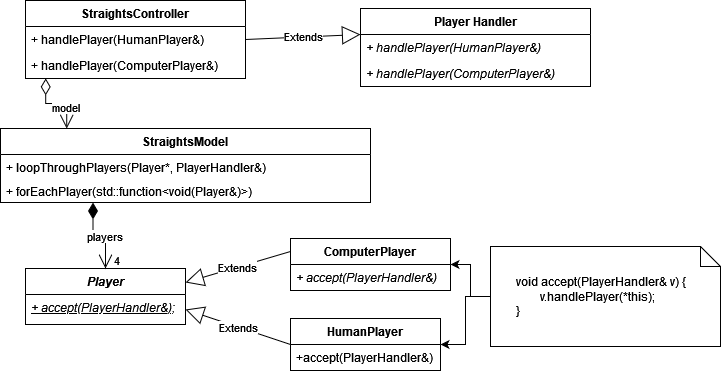 StraightsController
+ handlePlayer(HumanPlayer&)
+ handlePlayer(ComputerPlayer&)
Extends
Player Handler
+ handlePlayer(HumanPlayer&)
+ handlePlayer(ComputerPlayer&)
model
StraightsModel
+ loopThroughPlayers(Player*, PlayerHandler&)
+ forEachPlayer(std::function<void(Player&)>)
players
4
Player
+ accept(PlayerHandler&);
Extends
ComputerPlayer
+ accept(PlayerHandler&)
Extends
HumanPlayer
+accept(PlayerHandler&)
void accept(PlayerHandler& v) {
v.handlePlayer(*this);
}